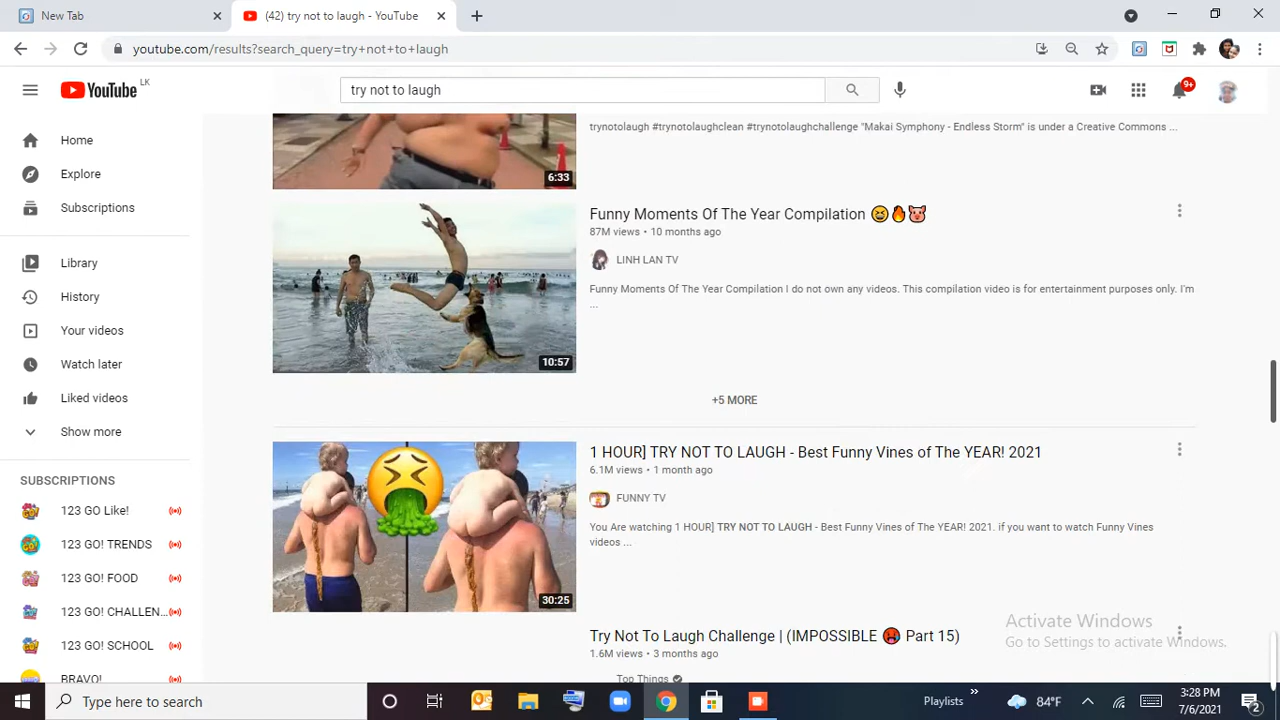 New Tab
(42) try not to laugh - YouTube
youtube.com/results?search_query=try+not+to+laugh
YouTube LK
try not to laugh
9+
Home
Explore
Subscriptions
Library
History
Your videos
Watch later
Liked videos
Show more
SUBSCRIPTIONS
123 GO Like!
123 GO! TRENDS
123 GO! FOOD
123 GO! CHALLEN...
123 GO! SCHOOL
BRAVO!
6:33
trynotolaugh #trynotolaughclean #trynotolaughchallenge "Makai Symphony - Endless Storm" is under a Creative Commons ...
Funny Moments Of The Year Compilation 😆🔥🐷
87M views • 10 months ago
LINH LAN TV
Funny Moments Of The Year Compilation I do not own any videos. This compilation video is for entertainment purposes only. I'm
...
10:57
+5 MORE
1 HOUR] TRY NOT TO LAUGH - Best Funny Vines of The YEAR! 2021
6.1M views • 1 month ago
FUNNY TV
You Are watching 1 HOUR] TRY NOT TO LAUGH - Best Funny Vines of The YEAR! 2021. if you want to watch Funny Vines
videos ...
30:25
Try Not To Laugh Challenge | (IMPOSSIBLE 🤬 Part 15)
1.6M views • 3 months ago
Top Things
Activate Windows
Go to Settings to activate Windows.
Type here to search
Playlists
84°F
3:28 PM
7/6/2021
2